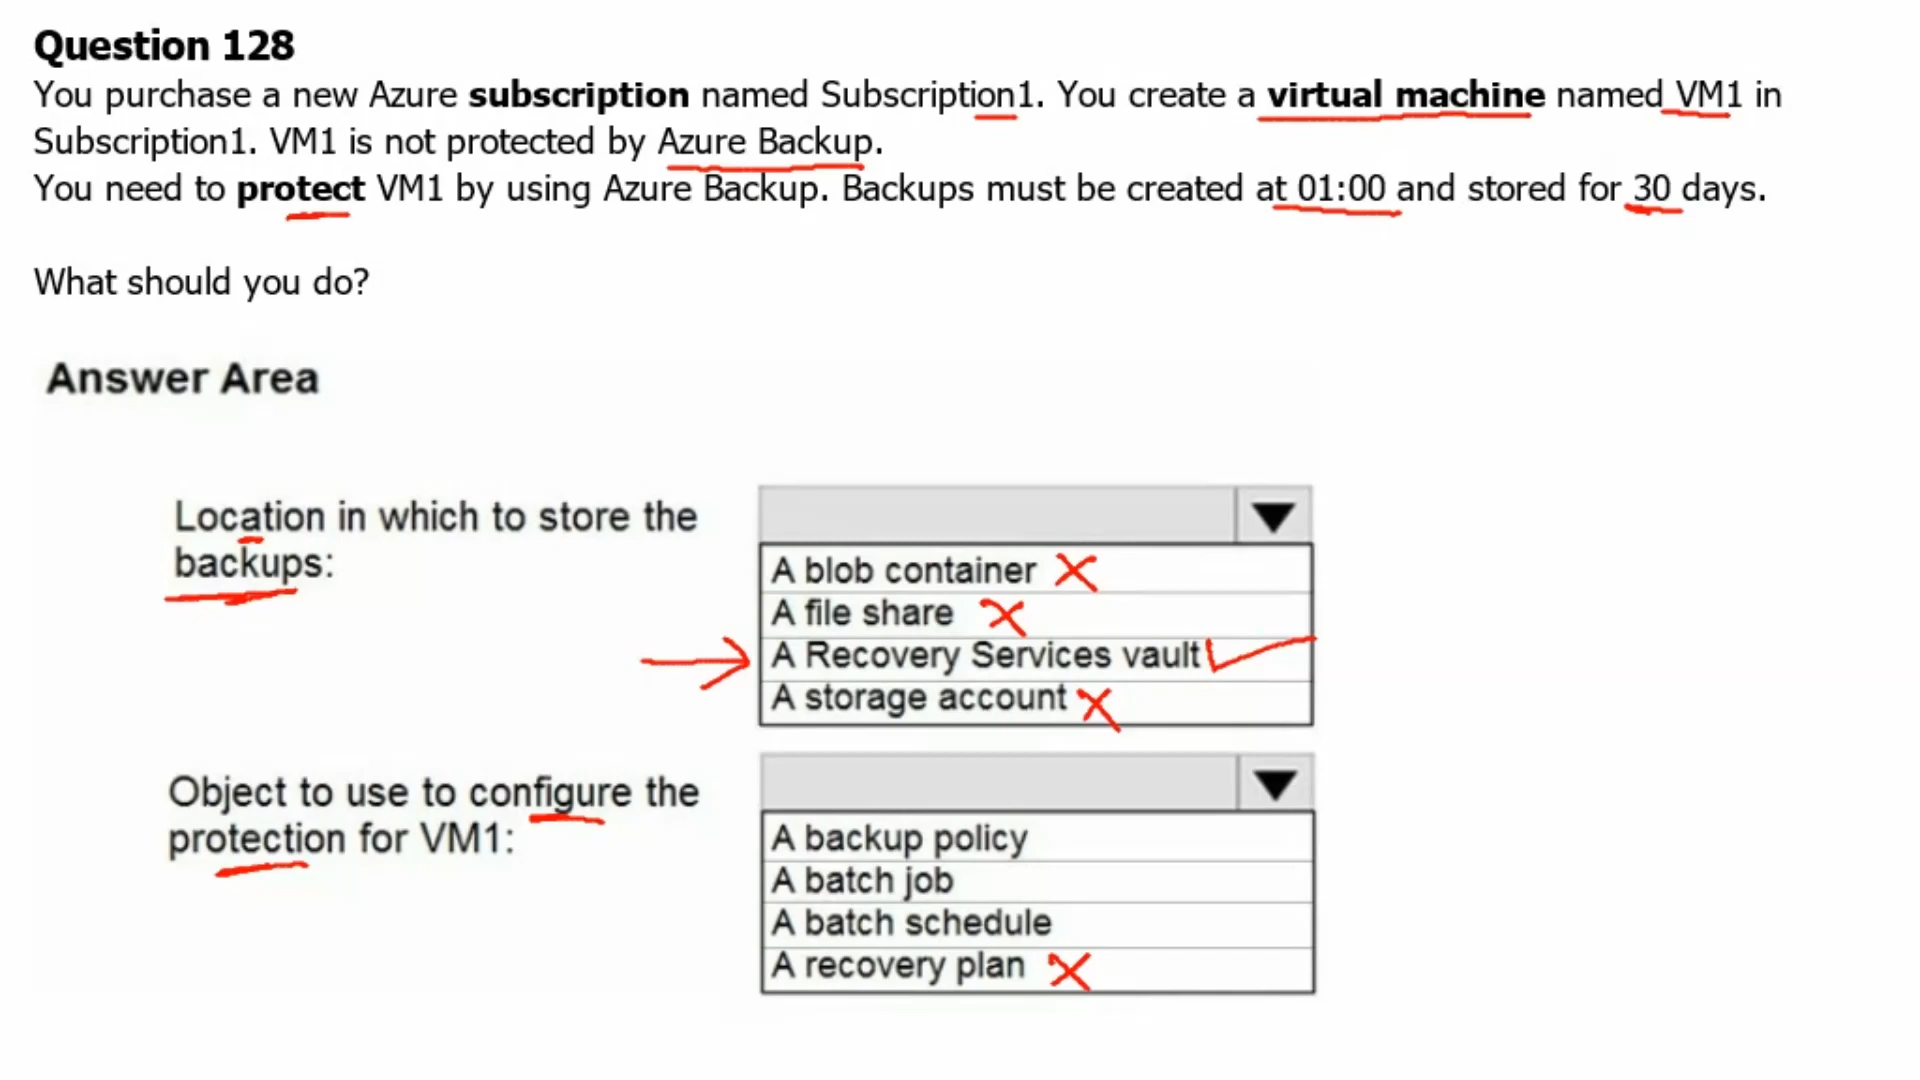 Question 128
You purchase a new Azure subscription named Subscription1. You create a virtual machine named VM1 in
Subscription1. VM1 is not protected by Azure Backup.
You need to protect VM1 by using Azure Backup. Backups must be created at 01:00 and stored for 30 days.
What should you do?
Answer Area
Location in which to store the
backups:
A blob container
A file share
A Recovery Services vault
A storage account
Object to use to configure the
protection for VM1:
A backup policy
A batch job
A batch schedule
A recovery plan